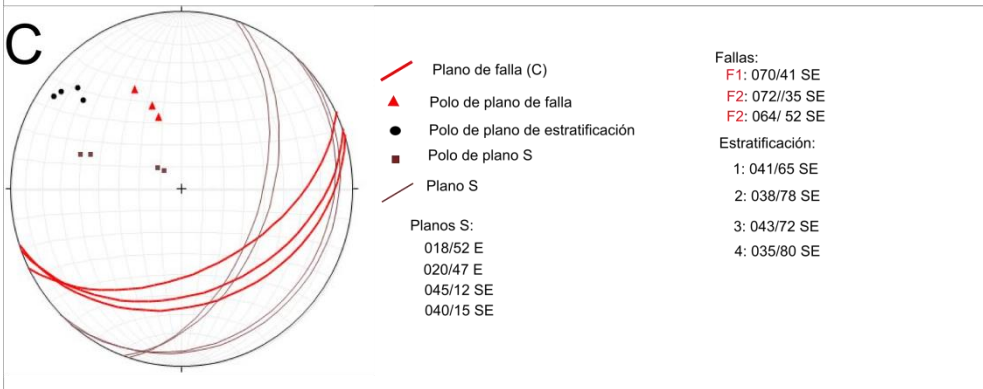 C
Plano de falla (C)
Polo de plano de falla
Polo de plano de estratificación
Polo de plano S
Plano S
Planos S:
018/52 E
020/47 E
045/12 SE
040/15 SE
Fallas:
F1: 070/41 SE
F2: 072//35 SE
F2: 064/ 52 SE
Estratificación:
1: 041/65 SE
2: 038/78 SE
3: 043/72 SE
4: 035/80 SE